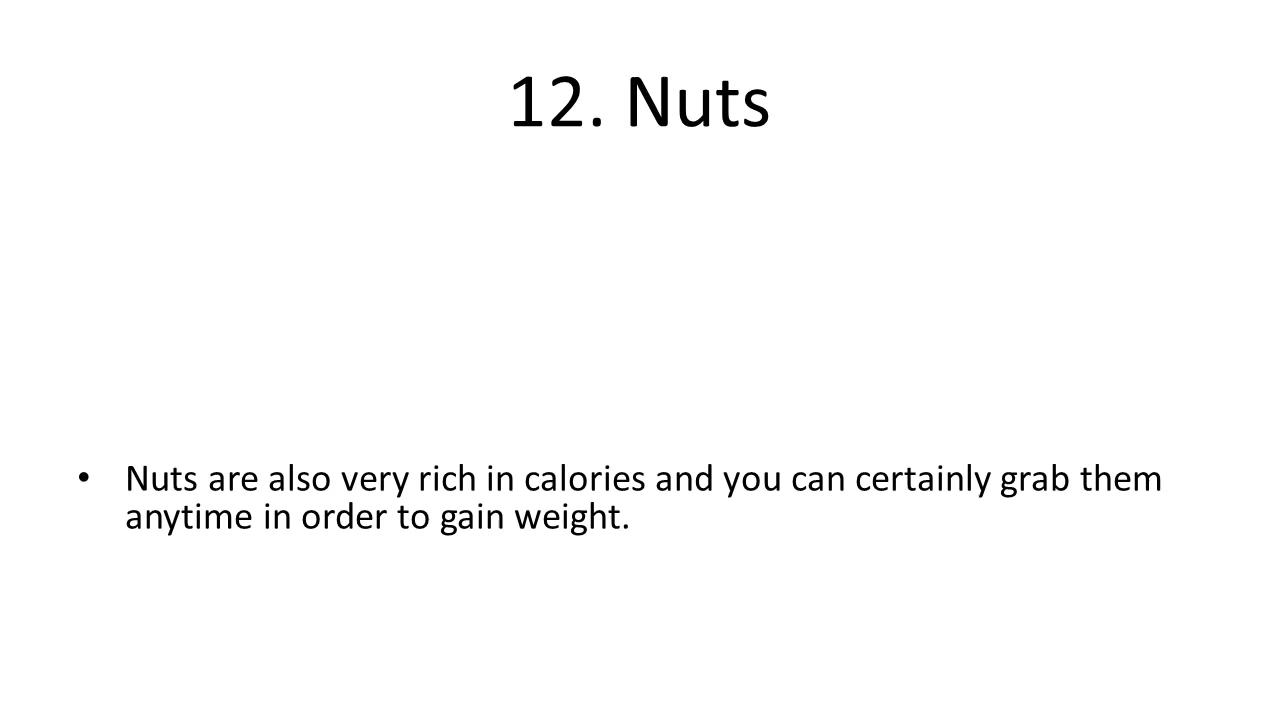 12. Nuts
• Nuts are also very rich in calories and you can certainly grab them
anytime in order to gain weight.